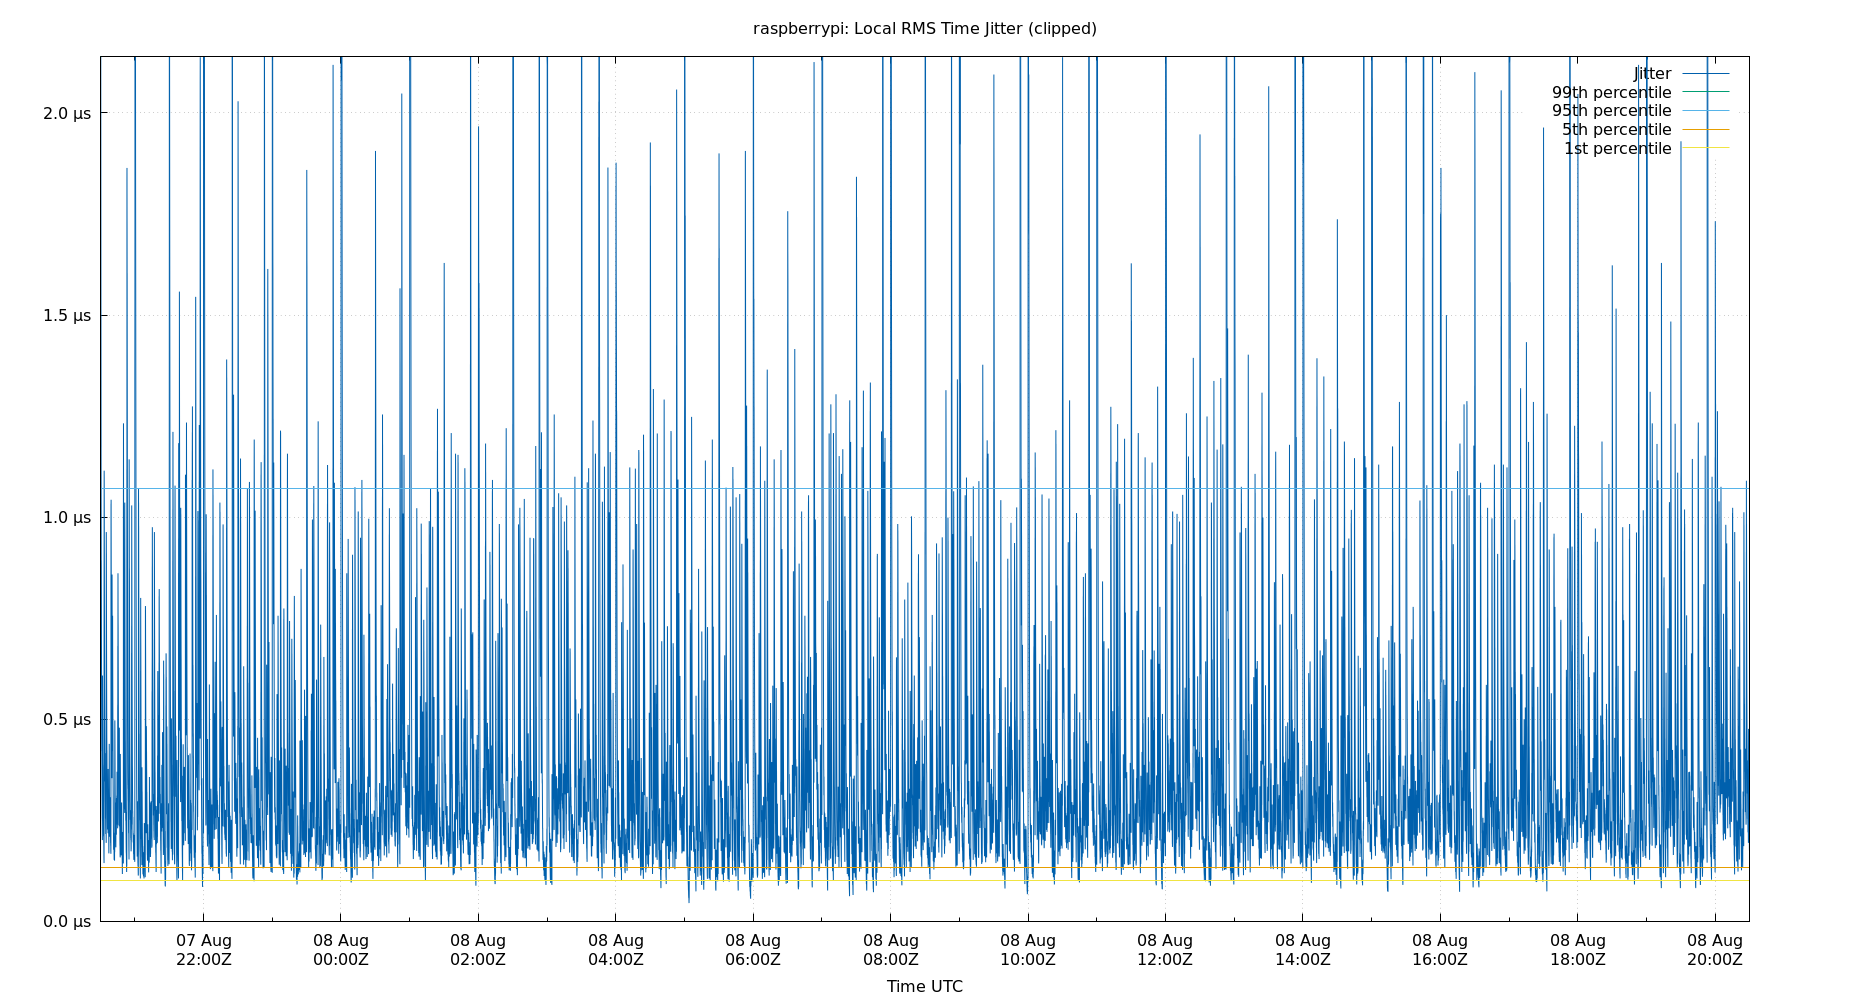 raspberrypi: Local RMS Time Jitter (clipped)
Jitter
99th percentile
95th percentile
5th percentile
1st percentile
2.0 µs
1.5 µs
1.0 µs
0.5 µs
0.0 µs
07 Aug 08 Aug 08 Aug 08 Aug 08 Aug 08 Aug 08 Aug 08 Aug 08 Aug 08 Aug 08 Aug 08 Aug
22:00Z 00:00Z 02:00Z 04:00Z 06:00Z 08:00Z 10:00Z 12:00Z 14:00Z 16:00Z 18:00Z 20:00Z
Time UTC